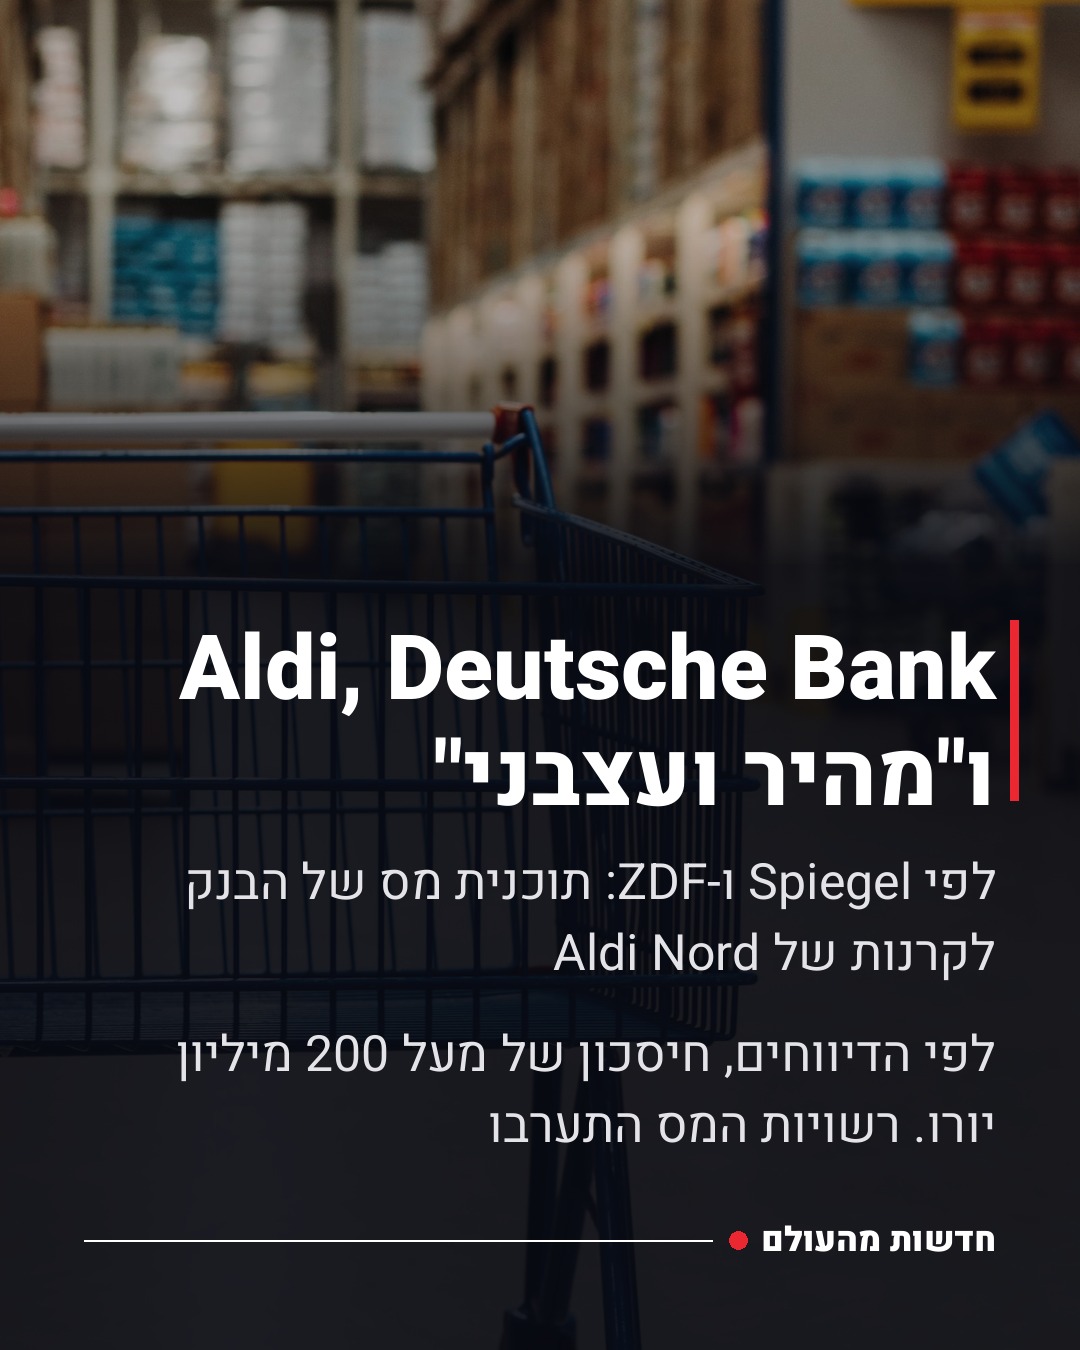 Aldi, Deutsche Bank
ו"מהיר ועצבני"
לפי Spiegel ו-ZDF: תוכנית מס של הבנק
לקרנות של Aldi Nord
לפי הדיווחים, חיסכון של מעל 200 מיליון
יורו. רשויות המס התערבו
חדשות מהעולם